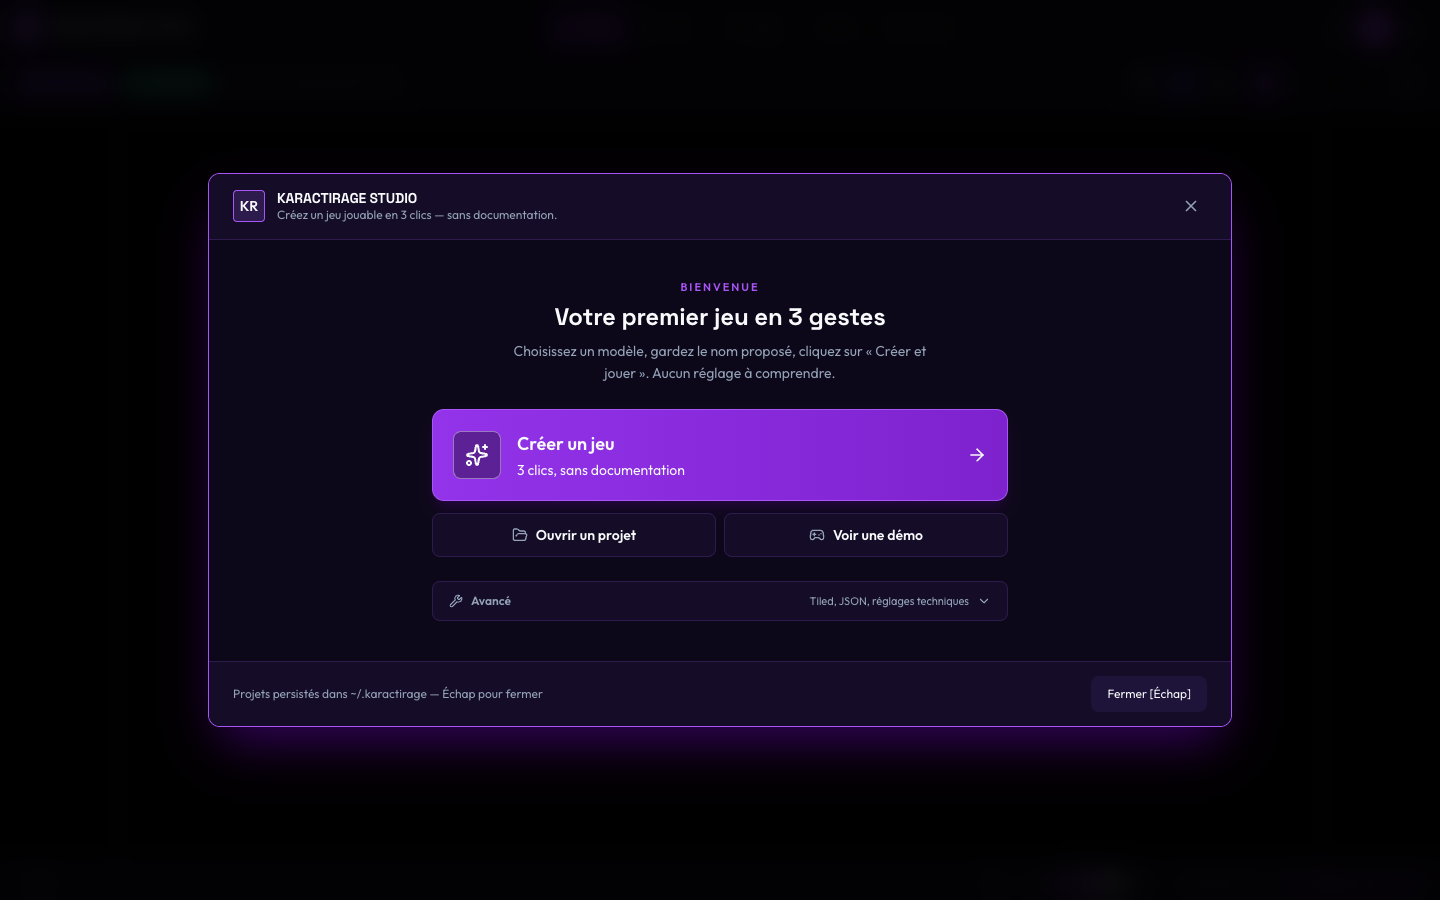 KR
KARACTIRAGE STUDIO
Créez un jeu jouable en 3 clics — sans documentation.
BIENVENUE
Votre premier jeu en 3 gestes
Choisissez un modèle, gardez le nom proposé, cliquez sur « Créer et
jouer ». Aucun réglage à comprendre.
Créer un jeu
3 clics, sans documentation
Ouvrir un projet
Voir une démo
Avancé
Tiled, JSON, réglages techniques
Projets persistés dans ~/.karactirage — Échap pour fermer
Fermer [Échap]